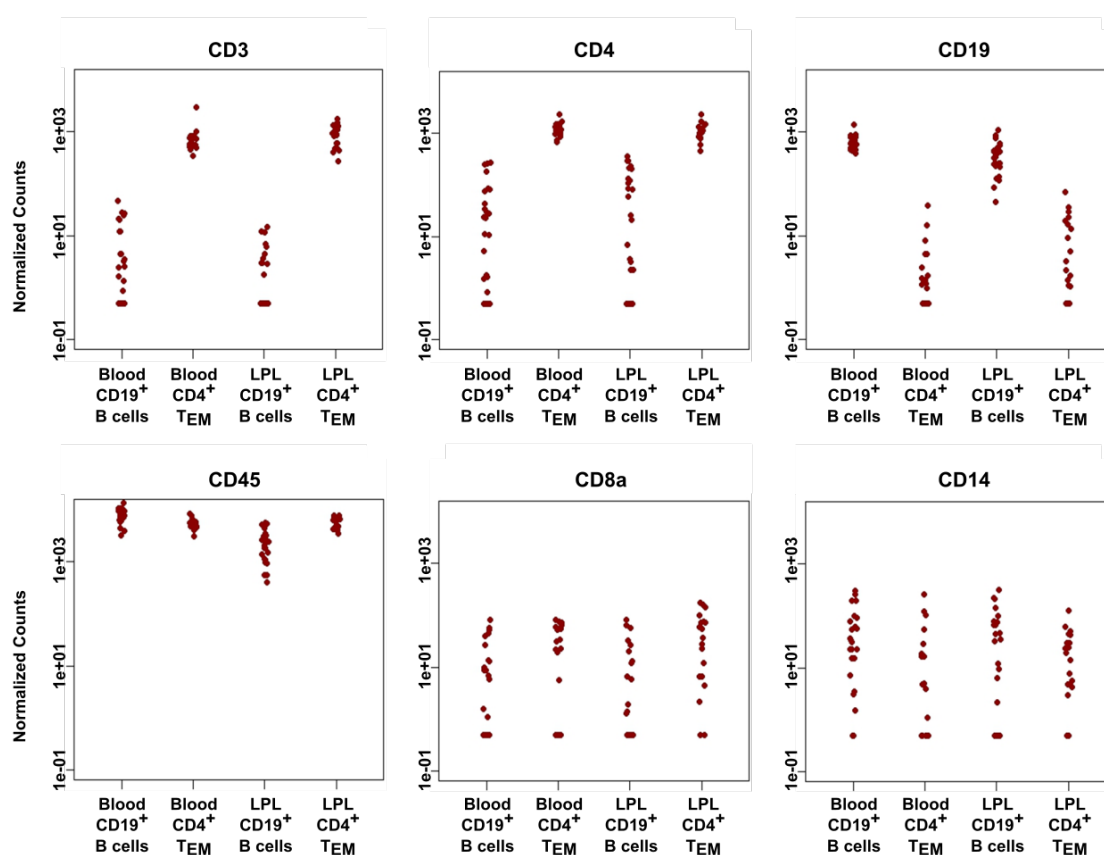 CD3
CD4
CD19
Normalized Counts
1e+03
1e+01
1e-01
1e+03
1e+01
1e-01
1e+03
1e+01
1e-01
Blood Blood LPL LPL
CD19+ CD4+ CD19+ CD4+
B cells TEM B cells TEM
Blood Blood LPL LPL
CD19+ CD4+ CD19+ CD4+
B cells TEM B cells TEM
Blood Blood LPL LPL
CD19+ CD4+ CD19+ CD4+
B cells TEM B cells TEM
CD45
CD8a
CD14
Normalized Counts
1e+03
1e+01
1e-01
1e+03
1e+01
1e-01
1e+03
1e+01
1e-01
Blood Blood LPL LPL
CD19+ CD4+ CD19+ CD4+
B cells TEM B cells TEM
Blood Blood LPL LPL
CD19+ CD4+ CD19+ CD4+
B cells TEM B cells TEM
Blood Blood LPL LPL
CD19+ CD4+ CD19+ CD4+
B cells TEM B cells TEM